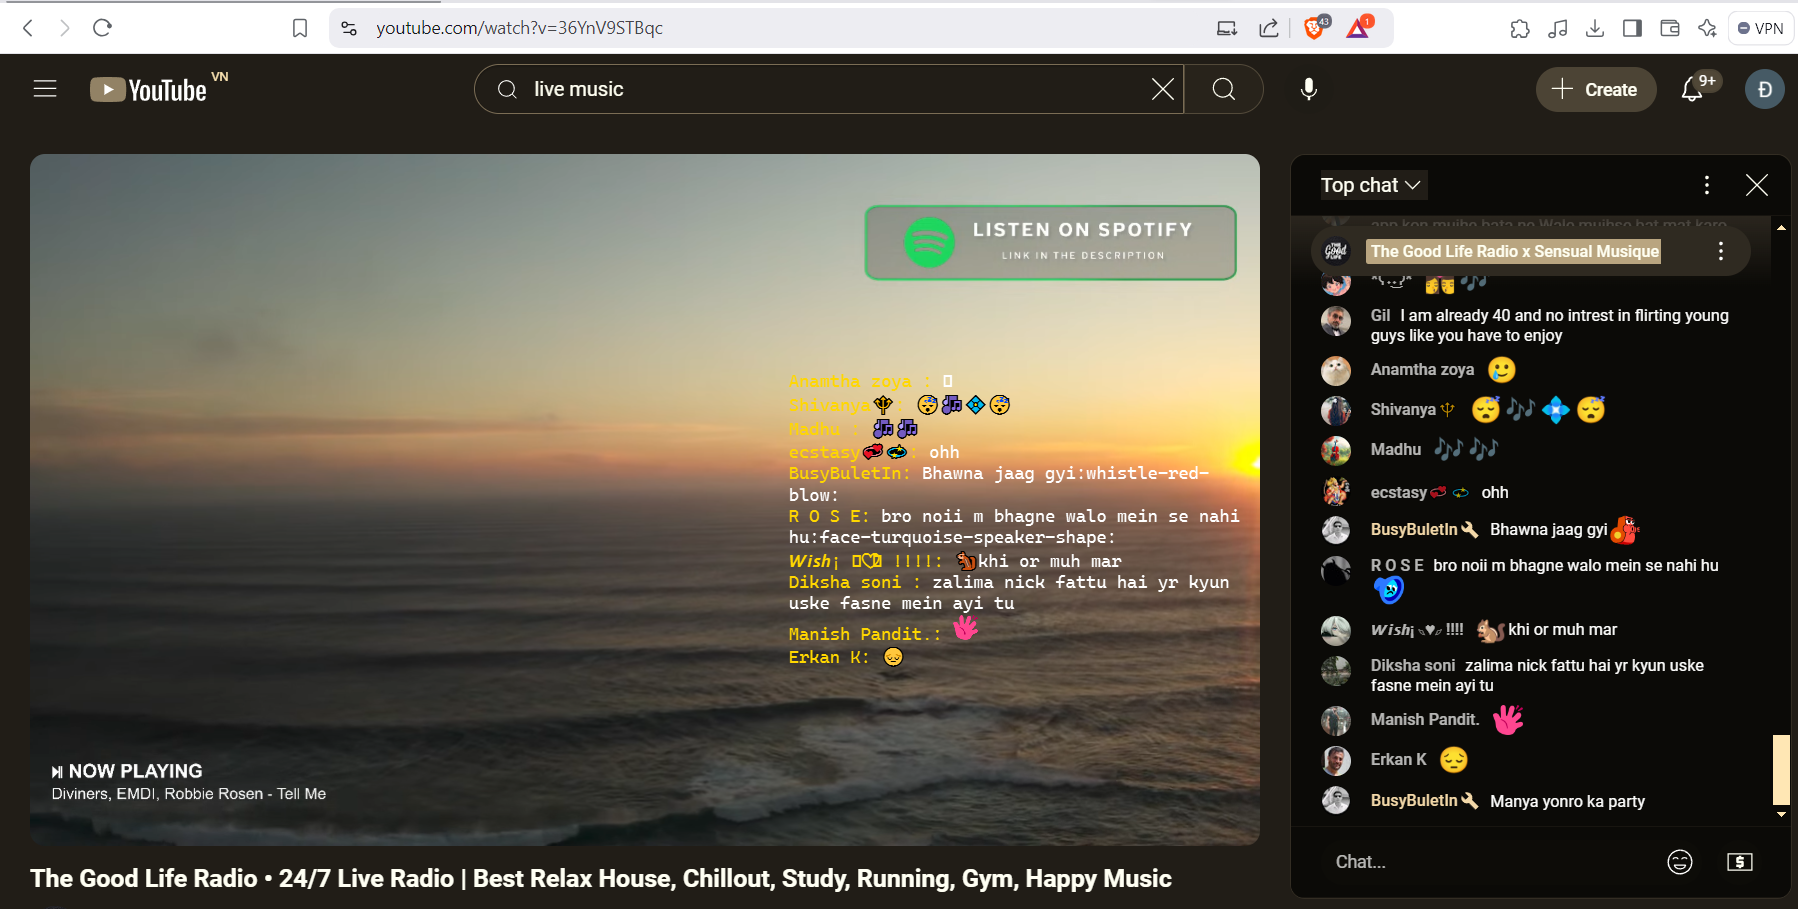 youtube.com/watch?v=36YnV9STBqc
43
1
VPN
YouTube VN
live music
Create
9+
Đ
LISTEN ON SPOTIFY
LINK IN THE DESCRIPTION
Anamtha zoya :
Shivanya🔱: 😴🎶💠😴
Madhu : 🎶🎶
ecstasy💞💫: ohh
BusyBuletIn: Bhawna jaag gyi:whistle-red-
blow:
R O S E: bro noii m bhagne walo mein se nahi
hu:face-turquoise-speaker-shape:
Wish¡ !!!!: 🐿️khi or muh mar
Diksha soni : zalima nick fattu hai yr kyun
uske fasne mein ayi tu
Manish Pandit.:
Erkan K: 😔
NOW PLAYING
Diviners, EMDI, Robbie Rosen - Tell Me
The Good Life Radio • 24/7 Live Radio | Best Relax House, Chillout, Study, Running, Gym, Happy Music
Top chat
The Good Life Radio x Sensual Musique
Gil I am already 40 and no intrest in flirting young
guys like you have to enjoy
Anamtha zoya 🥲
Shivanya🔱 😴🎶💠😴
Madhu 🎶🎶
ecstasy💞💫 ohh
BusyBuletIn Bhawna jaag gyi
R O S E bro noii m bhagne walo mein se nahi hu
Wish¡ !!!! 🐿️khi or muh mar
Diksha soni zalima nick fattu hai yr kyun uske
fasne mein ayi tu
Manish Pandit.
Erkan K 😔
BusyBuletIn Manya yonro ka party
Chat...